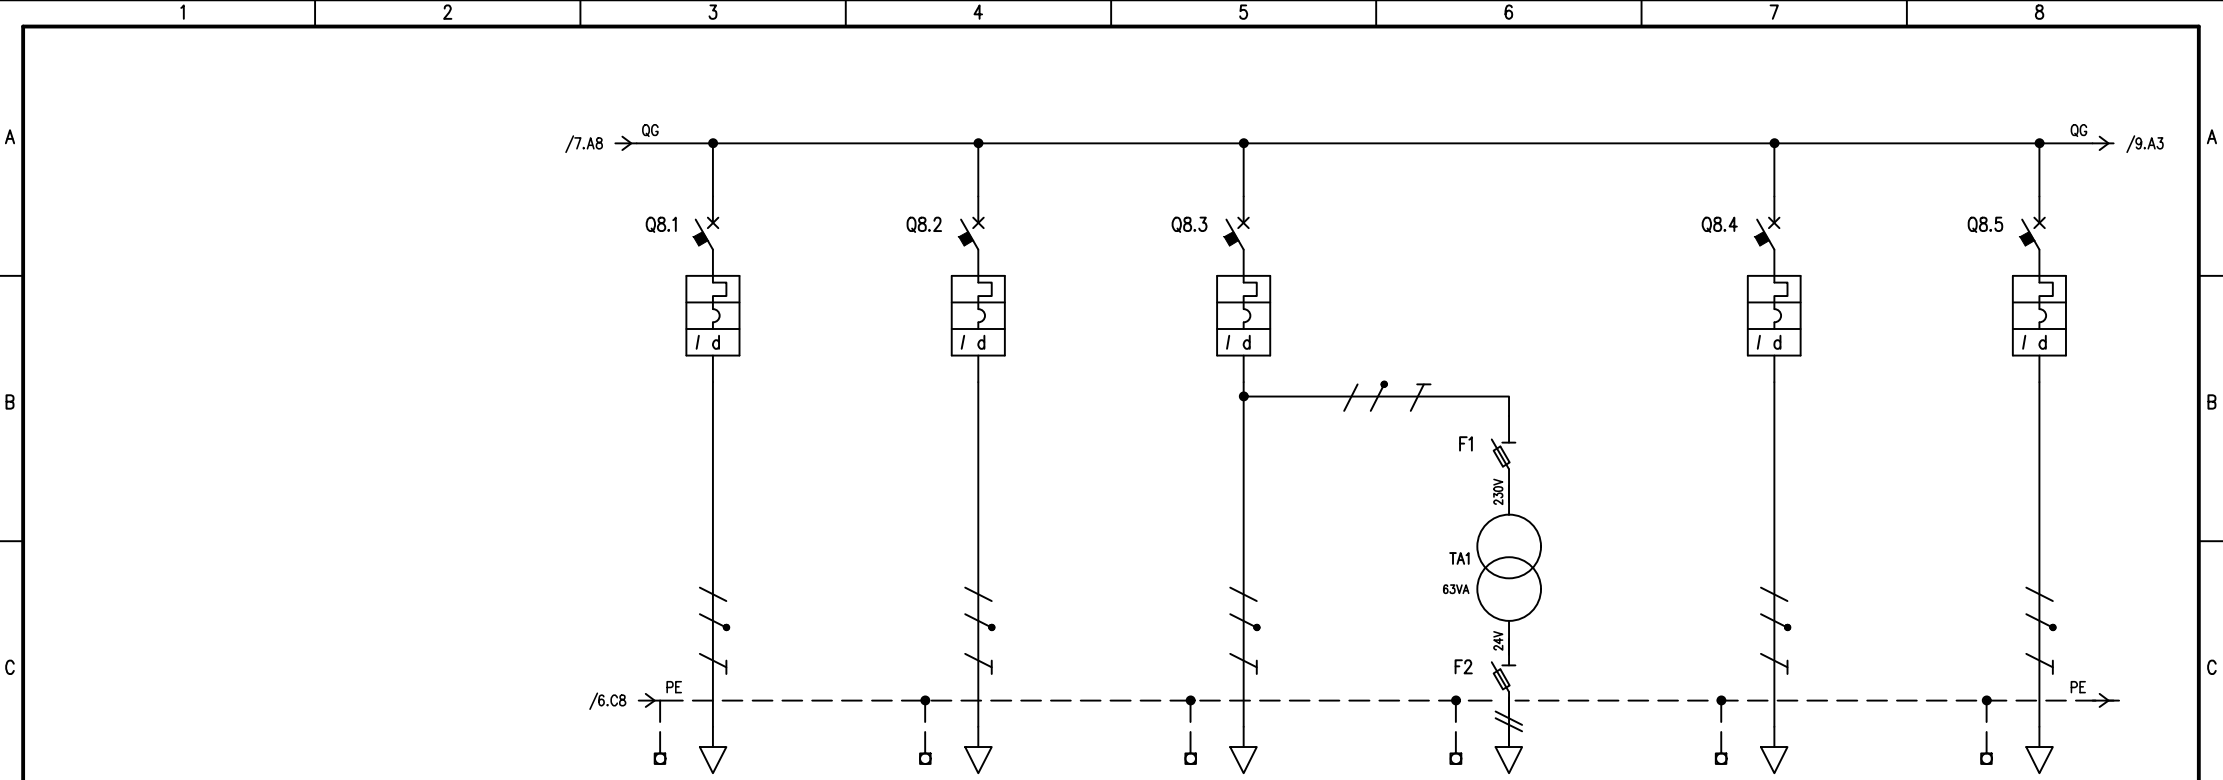 1 2 3 4 5 6 7 8
A QG QG A
/7.A8 /9.A3
Q8.1 Q8.2 Q8.3 Q8.4 Q8.5
I d I d I d I d I d
B B
F1
230V
TA1
63VA
24V
C F2 C
/6.C8 PE PE